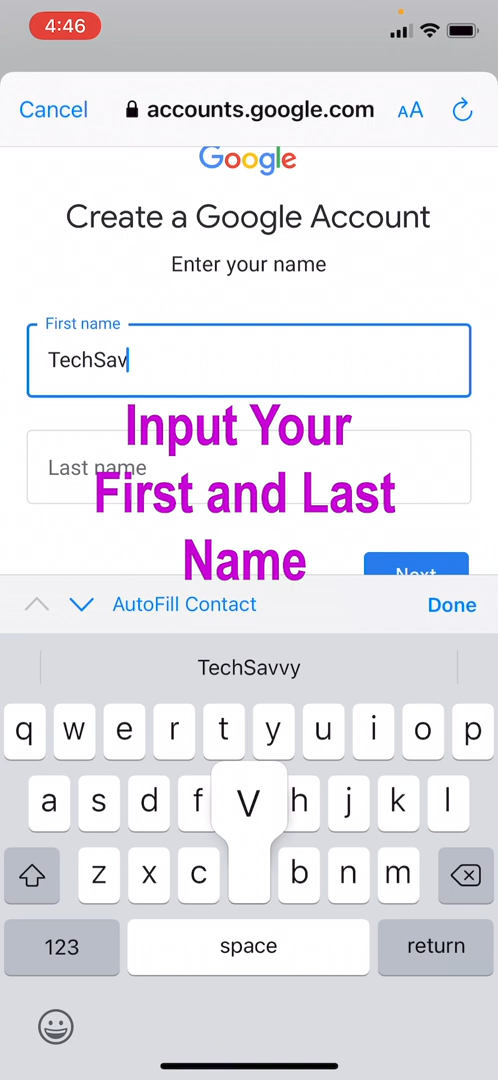 4:46
Cancel accounts.google.com AA
Google
Create a Google Account
Enter your name
First name
TechSav
Last name
Input Your
First and Last
Name
Next
AutoFill Contact Done
TechSavvy
q w e r t y u i o p
a s d f V h j k l
z x c b n m
123 space return